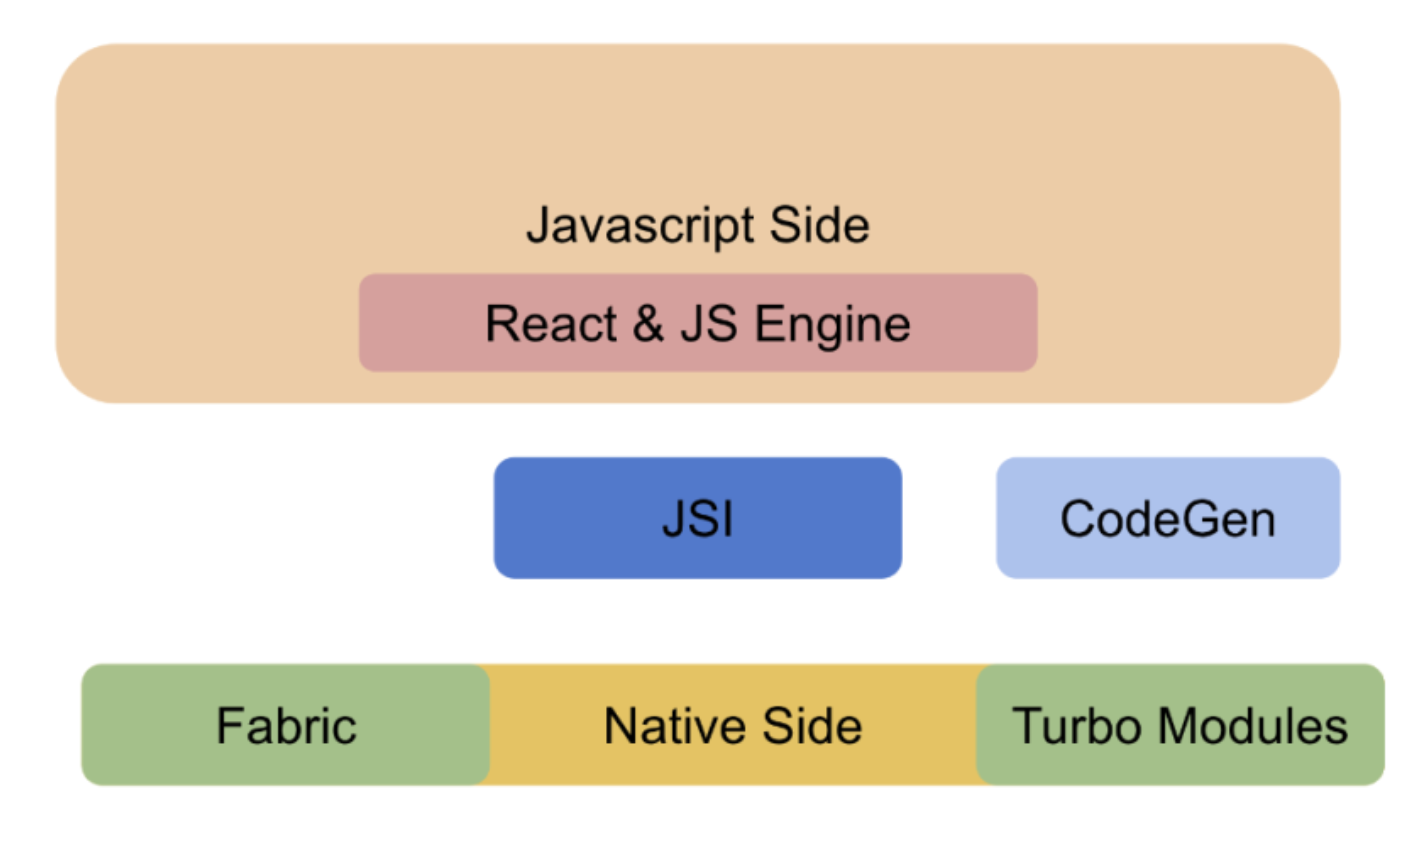 Javascript Side
React & JS Engine
JSI
CodeGen
Fabric
Native Side
Turbo Modules